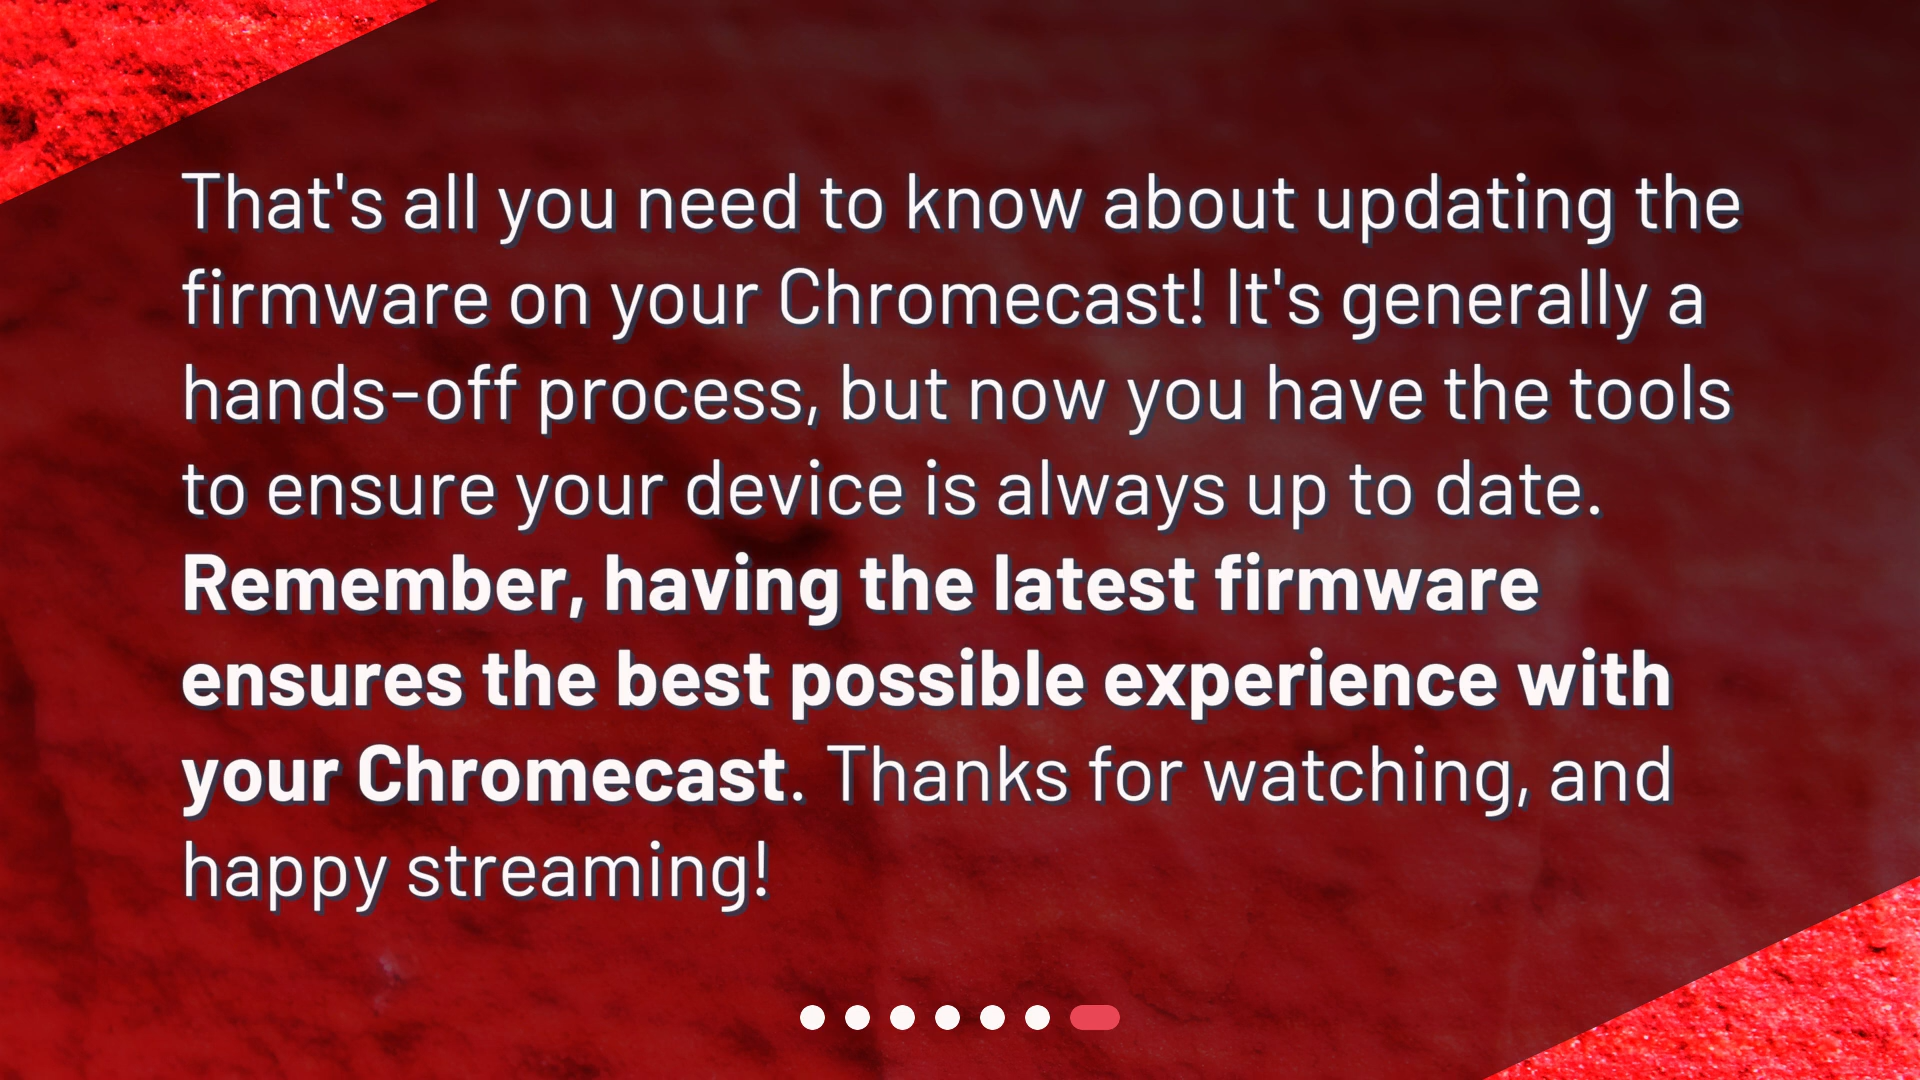 That's all you need to know about updating the
firmware on your Chromecast! It's generally a
hands-off process, but now you have the tools
to ensure your device is always up to date.
Remember, having the latest firmware
ensures the best possible experience with
your Chromecast. Thanks for watching, and
happy streaming!